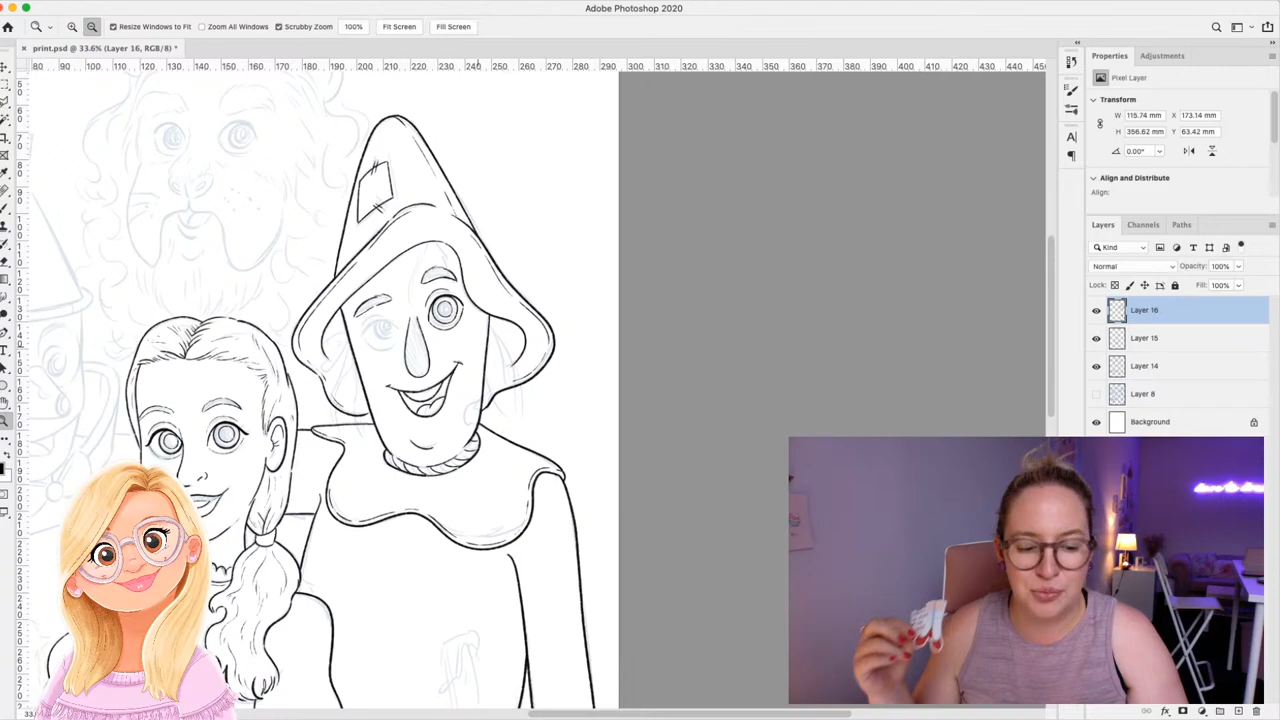 Adobe Photoshop 2020
Resize Windows to Fit
Zoom All Windows
Scrubby Zoom
100%
Fit Screen
Fill Screen
print.psd @ 33.6% (Layer 16, RGB/8) *
80 90 100 110 120 130 140 150 160 170 180 190 200 210 220 230 240 250 260 270 280 290 300 310 320 330 340 350 360 370 380 390 400 410 420 430 440
Properties
Adjustments
Pixel Layer
Transform
W 115.74 mm X 173.14 mm
H 356.62 mm Y 63.42 mm
0.00°
Align and Distribute
Align:
Layers
Channels
Paths
Kind
Normal
Opacity: 100%
Lock:
Fill: 100%
Layer 16
Layer 15
Layer 14
Layer 8
Background